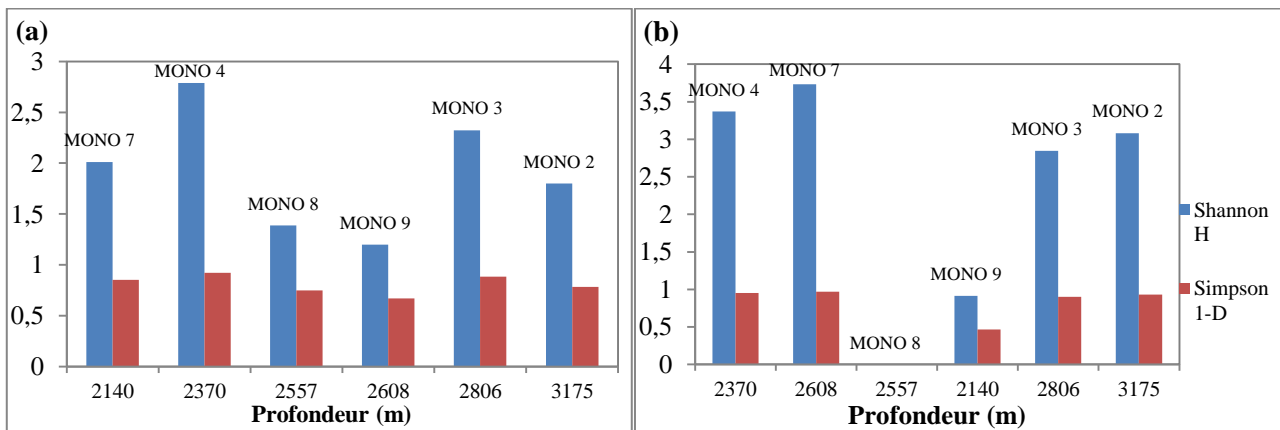 (a)
3
2,5
2
1,5
1
0,5
0
MONO 7
MONO 4
MONO 8
MONO 9
MONO 3
MONO 2
2140 2370 2557 2608 2806 3175
Profondeur (m)
(b)
4
3,5
3
2,5
2
1,5
1
0,5
0
MONO 4
MONO 7
MONO 8
MONO 9
MONO 3
MONO 2
2370 2608 2557 2140 2806 3175
Profondeur (m)
Shannon
H
Simpson
1-D